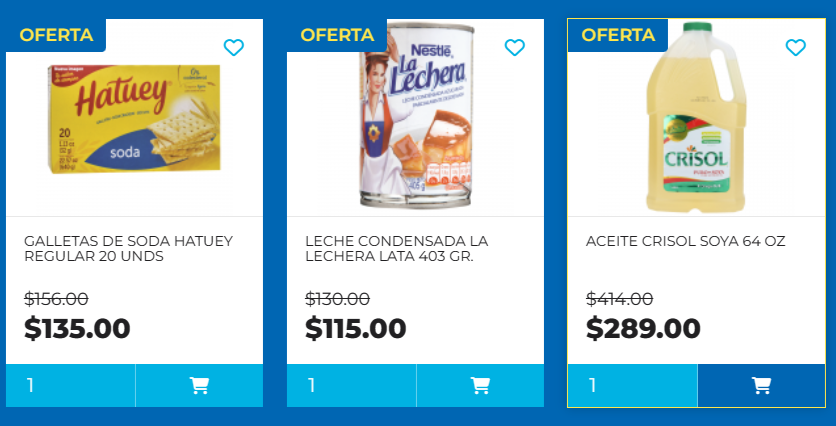 OFERTA
Hatuey
20
soda
GALLETAS DE SODA HATUEY
REGULAR 20 UNDS
$156.00
$135.00
1
OFERTA
Nestlé
La
Lechera
LECHE CONDENSADA LA
LECHERA LATA 403 GR.
$130.00
$115.00
1
OFERTA
CRISOL
ACEITE CRISOL SOYA 64 OZ
$414.00
$289.00
1